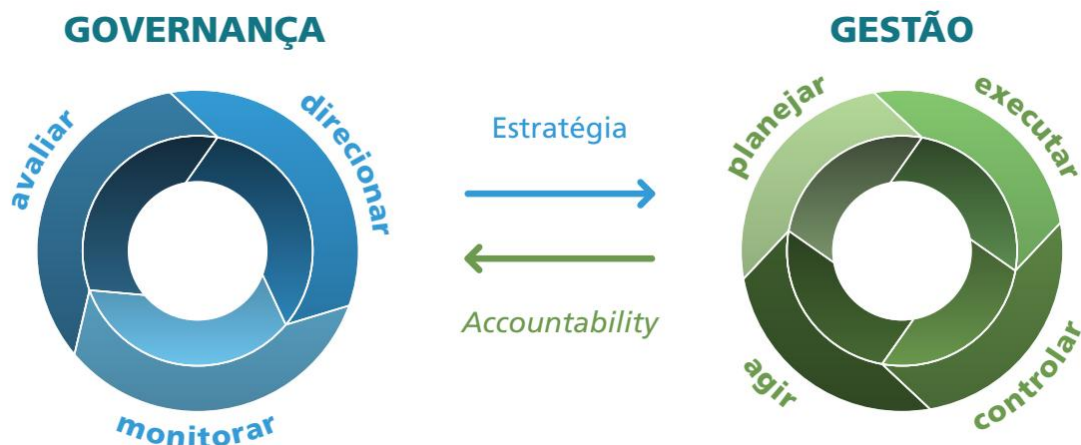 GOVERNANÇA
avaliar
direcionar
monitorar
Estratégia
Accountability
GESTÃO
planejar
executar
controlar
agir